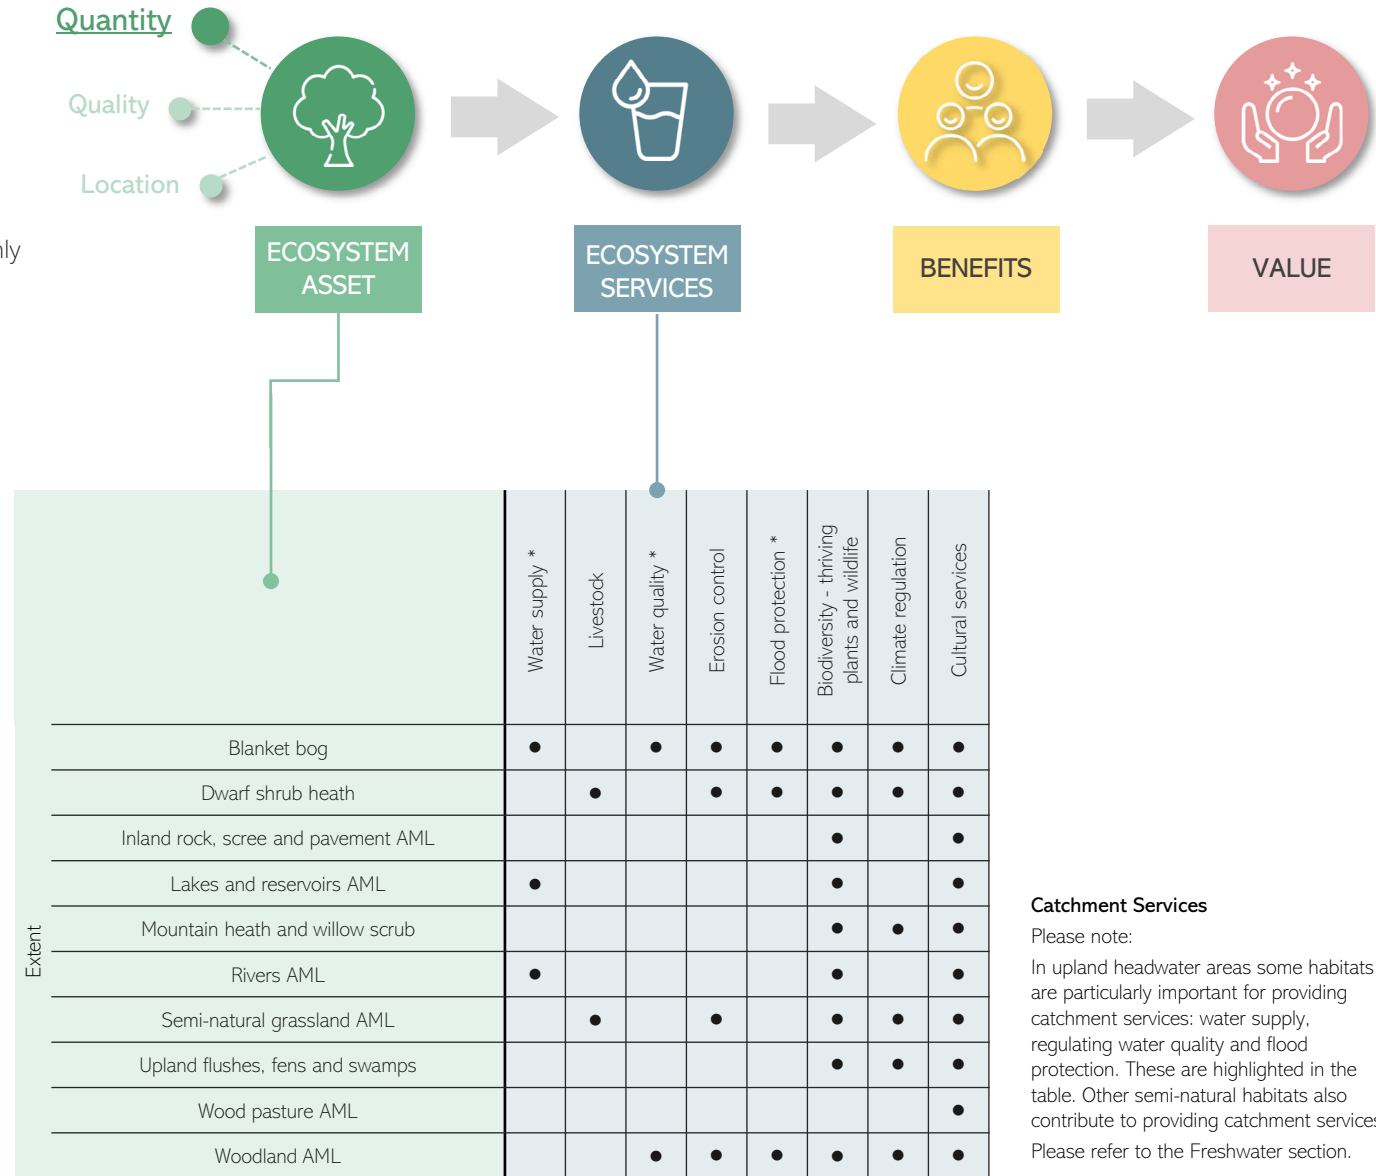 Quantity
Quality
Location
ECOSYSTEM
ASSET
ECOSYSTEM
SERVICES
BENEFITS
VALUE
Water supply *
Livestock
Water quality *
Erosion control
Flood protection *
Biodiversity - thriving
plants and wildlife
Climate regulation
Cultural services
Extent
Blanket bog
Dwarf shrub heath
Inland rock, scree and pavement AML
Lakes and reservoirs AML
Mountain heath and willow scrub
Rivers AML
Semi-natural grassland AML
Upland flushes, fens and swamps
Wood pasture AML
Woodland AML
Catchment Services
Please note:
In upland headwater areas some habitats
are particularly important for providing
catchment services: water supply,
regulating water quality and flood
protection. These are highlighted in the
table. Other semi-natural habitats also
contribute to providing catchment services
Please refer to the Freshwater section.